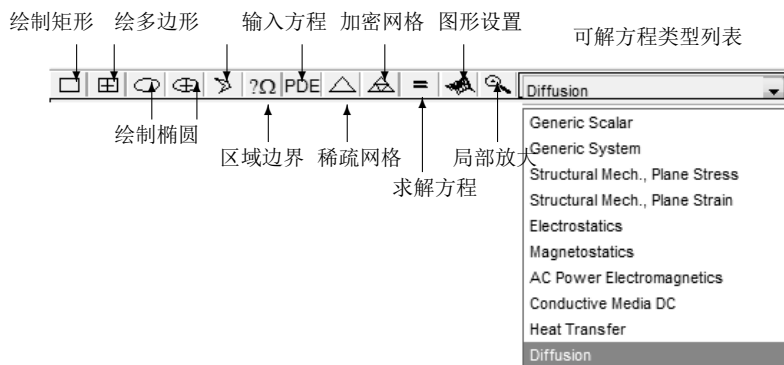 绘制矩形 绘多边形 输入方程 加密网格 图形设置 可解方程类型列表
?Ω PDE = Diffusion
绘制椭圆 区域边界 稀疏网格 求解方程 局部放大
Generic Scalar
Generic System
Structural Mech., Plane Stress
Structural Mech., Plane Strain
Electrostatics
Magnetostatics
AC Power Electromagnetics
Conductive Media DC
Heat Transfer
Diffusion